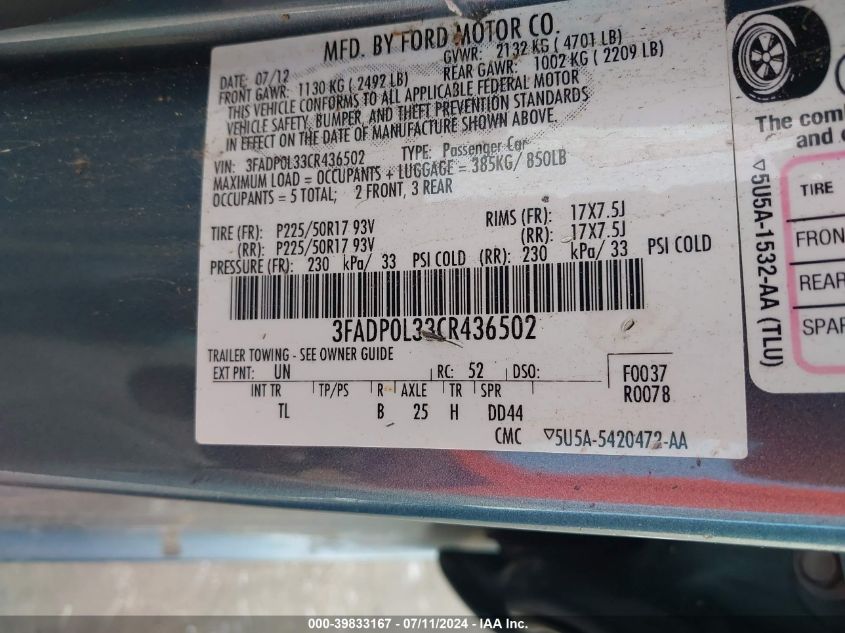 MFD. BY FORD MOTOR CO.
DATE: 07/12 GVWR: 2132 KG ( 4701 LB)
FRONT GAWR: 1130 KG ( 2492 LB) REAR GAWR: 1002 KG ( 2209 LB)
THIS VEHICLE CONFORMS TO ALL APPLICABLE FEDERAL MOTOR
VEHICLE SAFETY, BUMPER, AND THEFT PREVENTION STANDARDS
IN EFFECT ON THE DATE OF MANUFACTURE SHOWN ABOVE.
VIN: 3FADP0L33CR436502 TYPE: Passenger Car
MAXIMUM LOAD = OCCUPANTS + LUGGAGE = 385KG/ 850LB
OCCUPANTS = 5 TOTAL; 2 FRONT, 3 REAR
TIRE (FR): P225/50R17 93V RIMS (FR): 17X7.5J
(RR): P225/50R17 93V (RR): 17X7.5J
PRESSURE (FR): 230 kPa/ 33 PSI COLD (RR): 230 kPa/ 33 PSI COLD
3FADP0L33CR436502
TRAILER TOWING - SEE OWNER GUIDE
EXT PNT: UN RC: 52 DSO: F0037
INT TR TP/PS R AXLE TR SPR R0078
TL B 25 H DD44
CMC ▽5U5A-5420472-AA
▽5U5A-1532-AA (TLU)
The comb
and
TIRE
FRON
REAR
SPAR
000-39833167 - 07/11/2024 - IAA Inc.